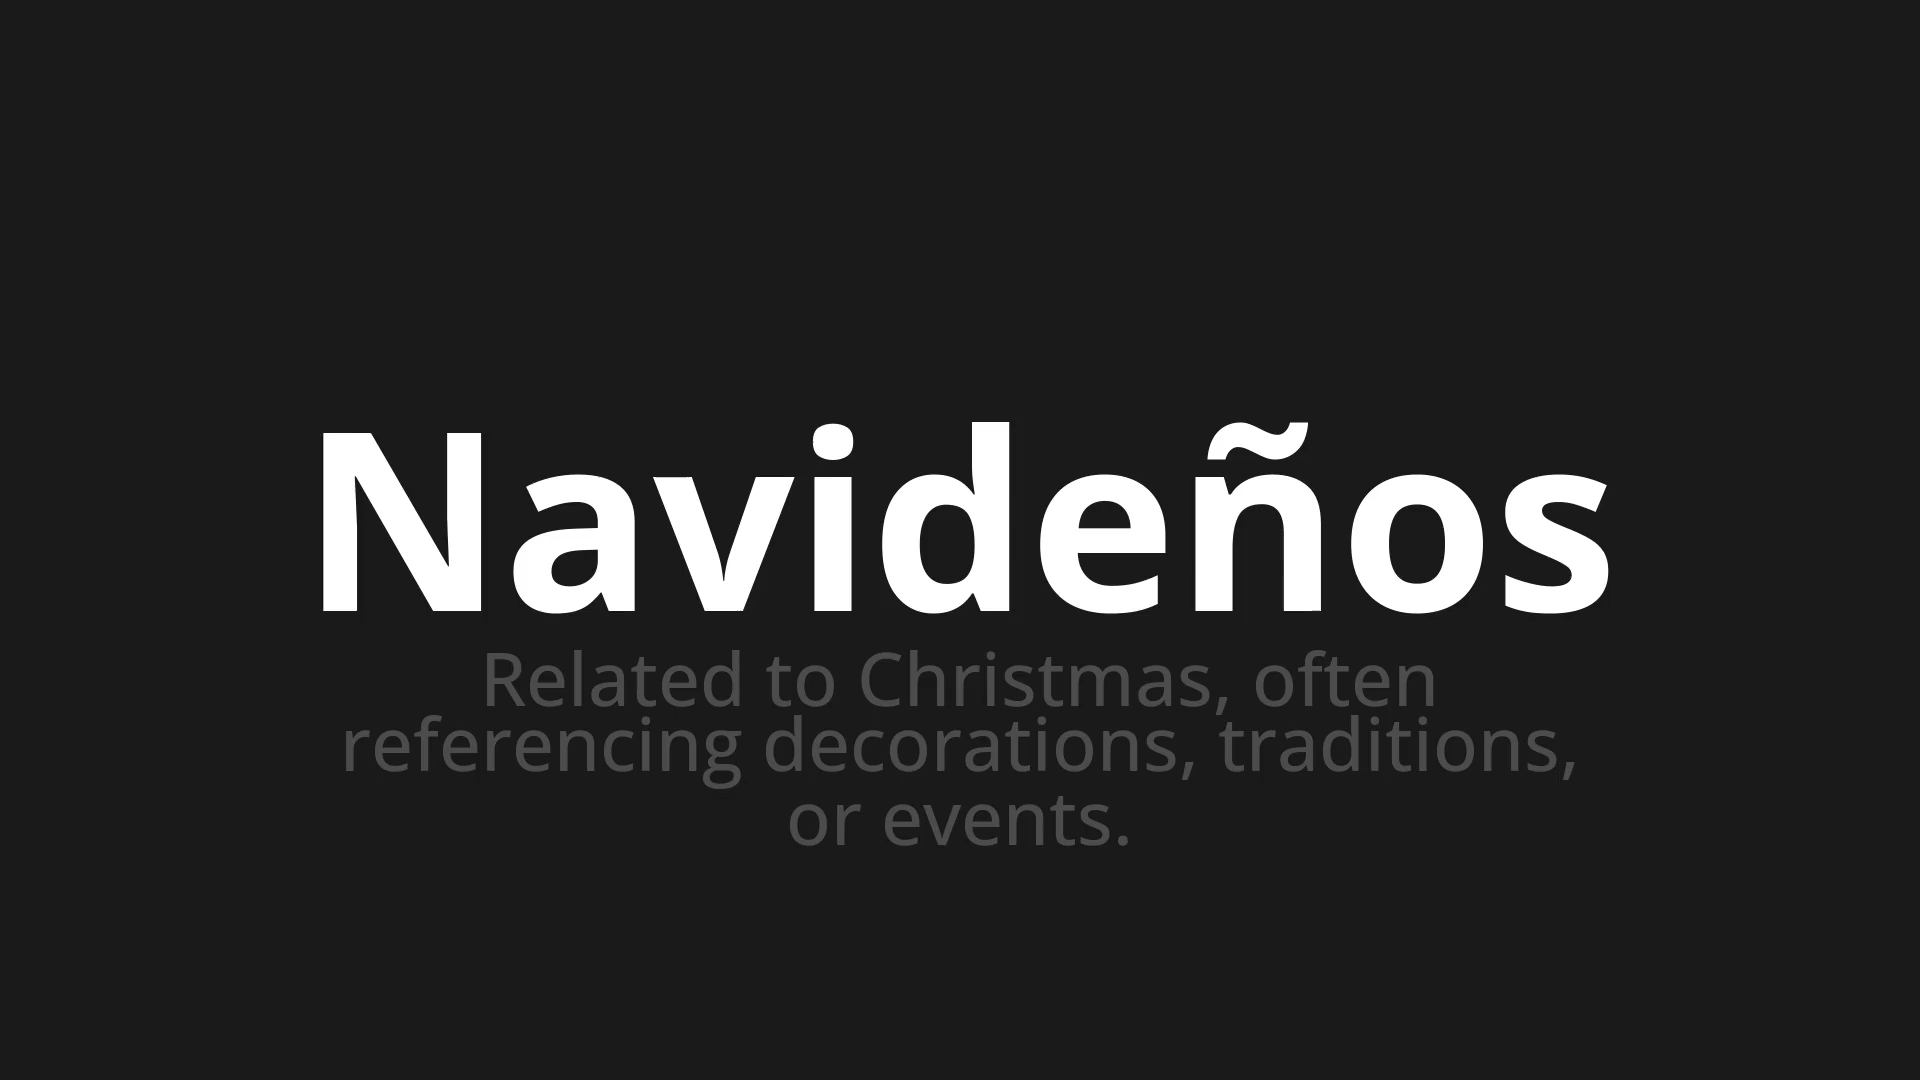 Navideños
Related to Christmas, often
referencing decorations, traditions,
or events.